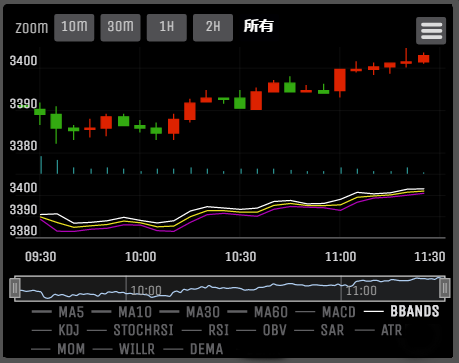 ZOOM 10M 30M 1H 2H 所有
3400
3390
3380
3400
3390
3380
09:30 10:00 10:30 11:00 11:30
10:00 11:00
MA5 MA10 MA30 MA60 MACD BBANDS
KDJ STOCHRSI RSI OBV SAR ATR
MOM WILLR DEMA